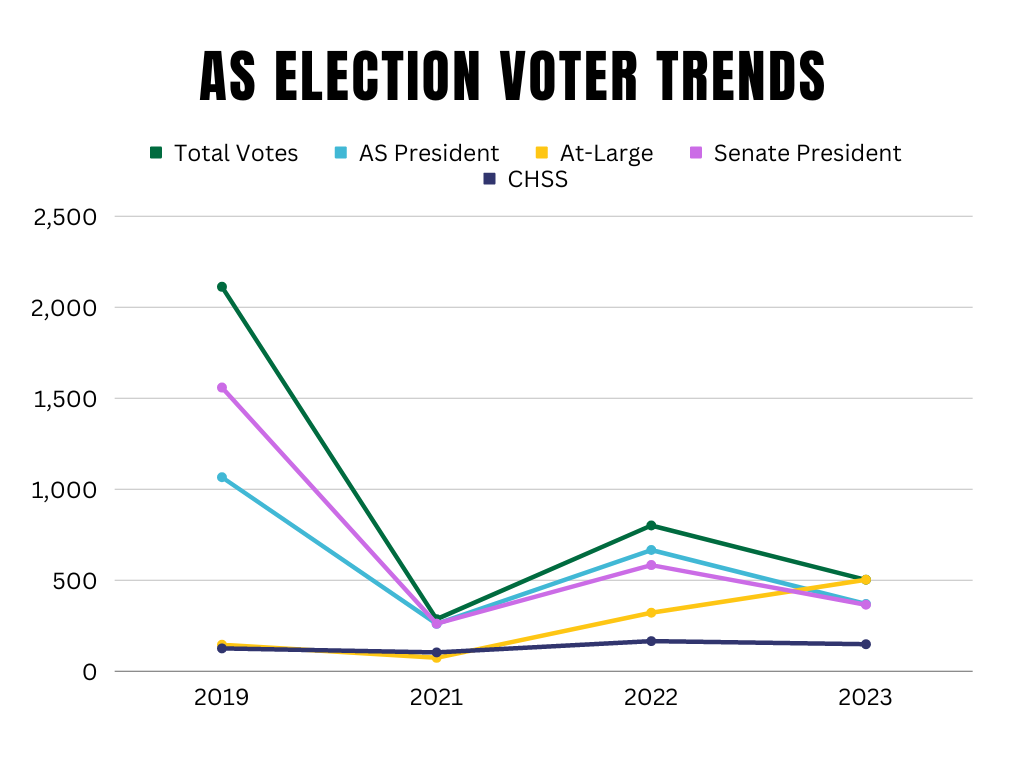 AS ELECTION VOTER TRENDS
Total Votes AS President At-Large Senate President
CHSS
2,500
2,000
1,500
1,000
500
0
2019 2021 2022 2023